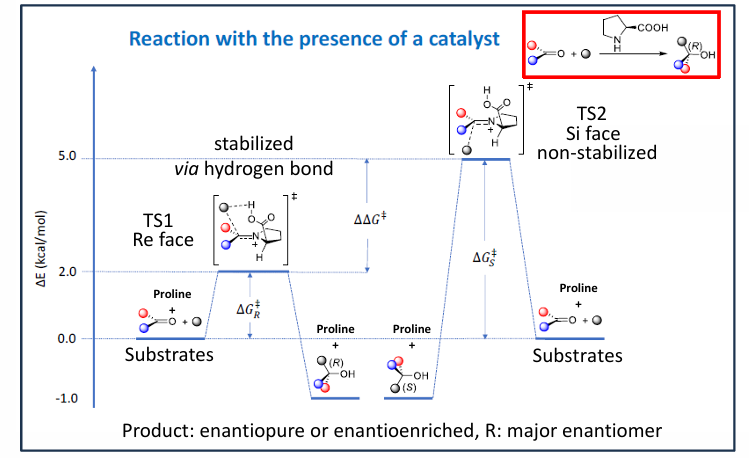 Reaction with the presence of a catalyst
COOH
N
H
O +
(R)
OH
ΔE (kcal/mol)
5.0
2.0
0.0
-1.0
stabilized
via hydrogen bond
TS1
Re face
‡
H
O
O
N
+
H
TS2
Si face
non-stabilized
‡
H
O
O
N
+
H
ΔΔG‡
ΔG‡R
ΔG‡S
Proline
+
O +
Substrates
Proline
+
(R)
OH
Proline
+
OH
(S)
Proline
+
O +
Substrates
Product: enantiopure or enantioenriched, R: major enantiomer